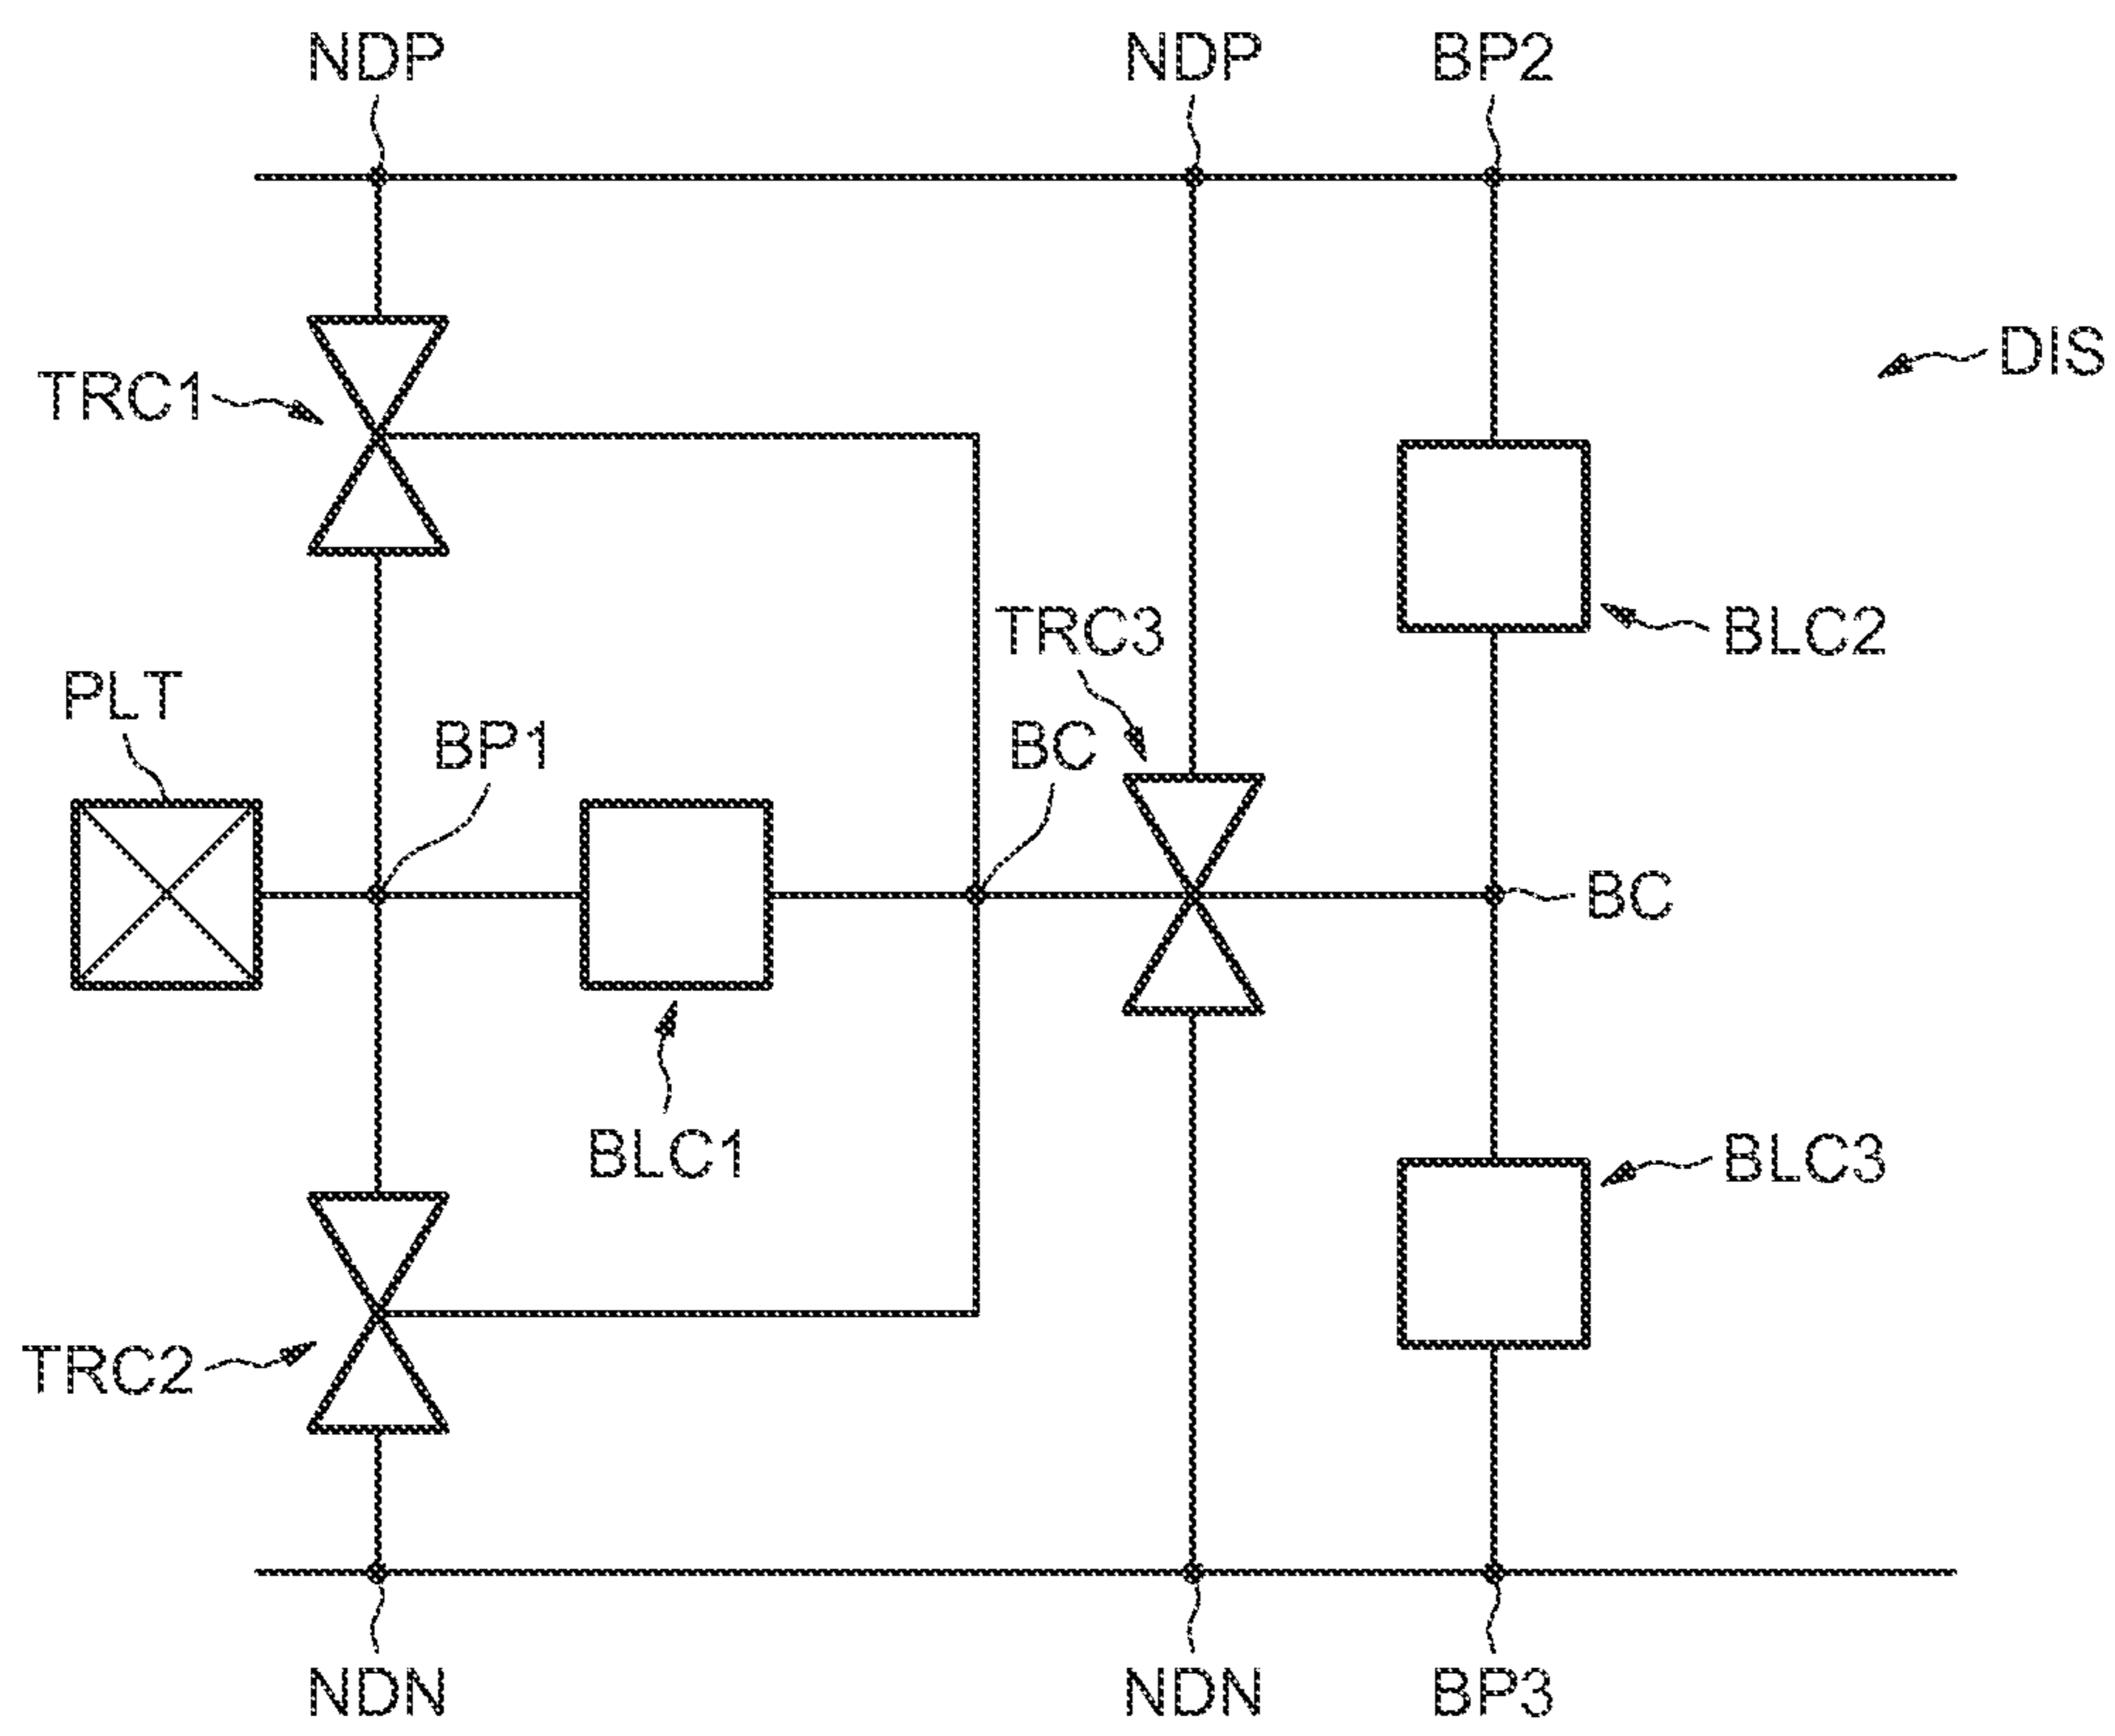 NDP NDP BP2
DIS
TRC1
TRC3
BLC2
PLT
BP1 BC
BC
BLC1
BLC3
TRC2
NDN NDN BP3